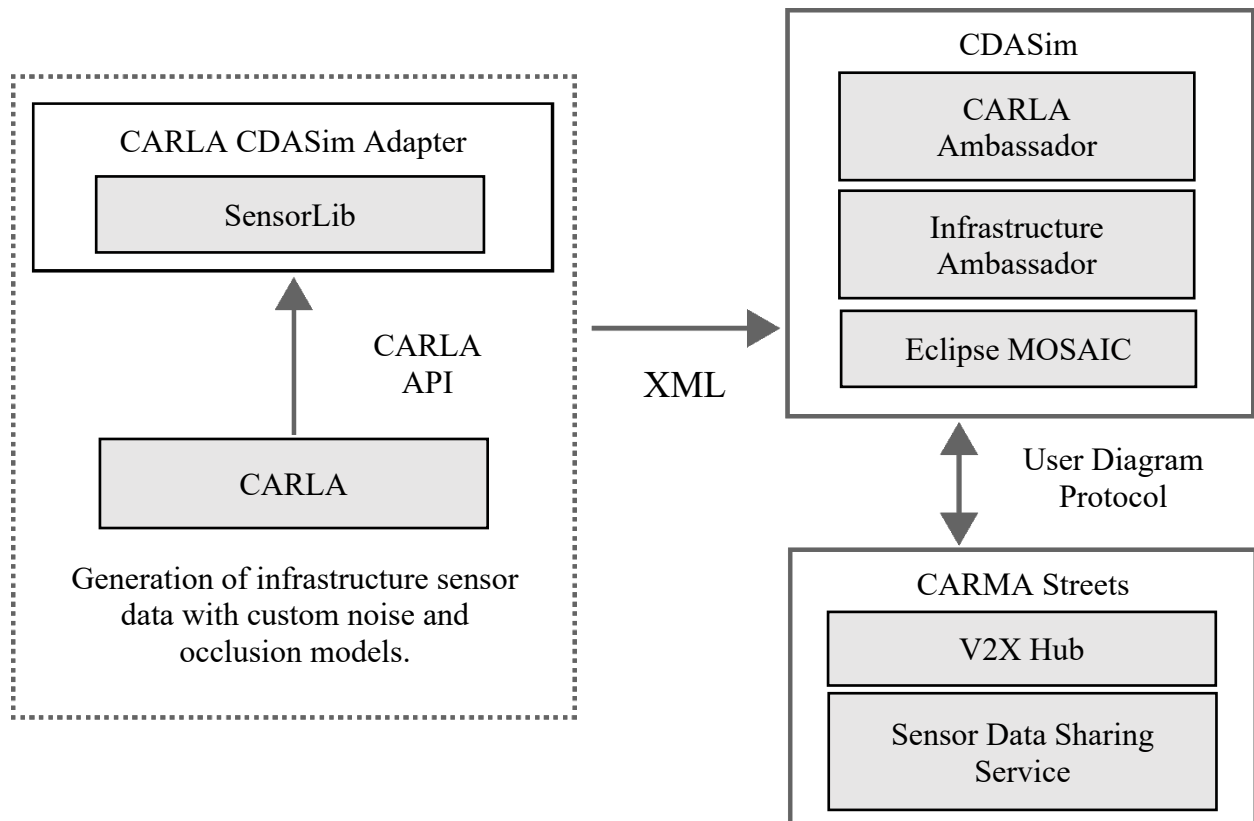 CARLA CDASim Adapter
SensorLib
CARLA
API
CARLA
Generation of infrastructure sensor
data with custom noise and
occlusion models.
XML
CDASim
CARLA
Ambassador
Infrastructure
Ambassador
Eclipse MOSAIC
User Diagram
Protocol
CARMA Streets
V2X Hub
Sensor Data Sharing
Service